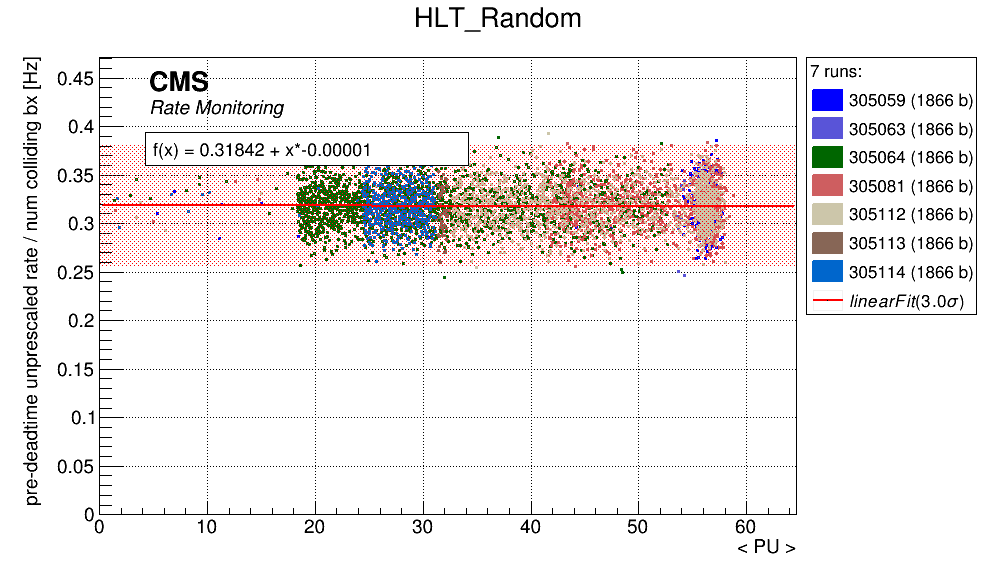 HLT_Random
pre-deadtime unprescaled rate / num colliding bx [Hz]
0.45
0.4
0.35
0.3
0.25
0.2
0.15
0.1
0.05
0
CMS
Rate Monitoring
f(x) = 0.31842 + x*-0.00001
0 10 20 30 40 50 60
< PU >
7 runs:
305059 (1866 b)
305063 (1866 b)
305064 (1866 b)
305081 (1866 b)
305112 (1866 b)
305113 (1866 b)
305114 (1866 b)
linearFit(3.0σ)